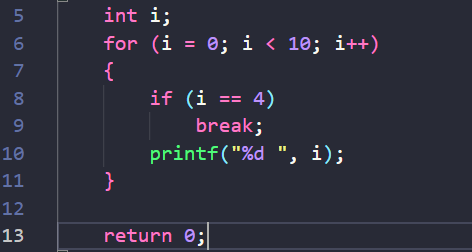 5 int i;
6 for (i = 0; i < 10; i++)
7 {
8 if (i == 4)
9 break;
10 printf("%d ", i);
11 }
12
13 return 0;